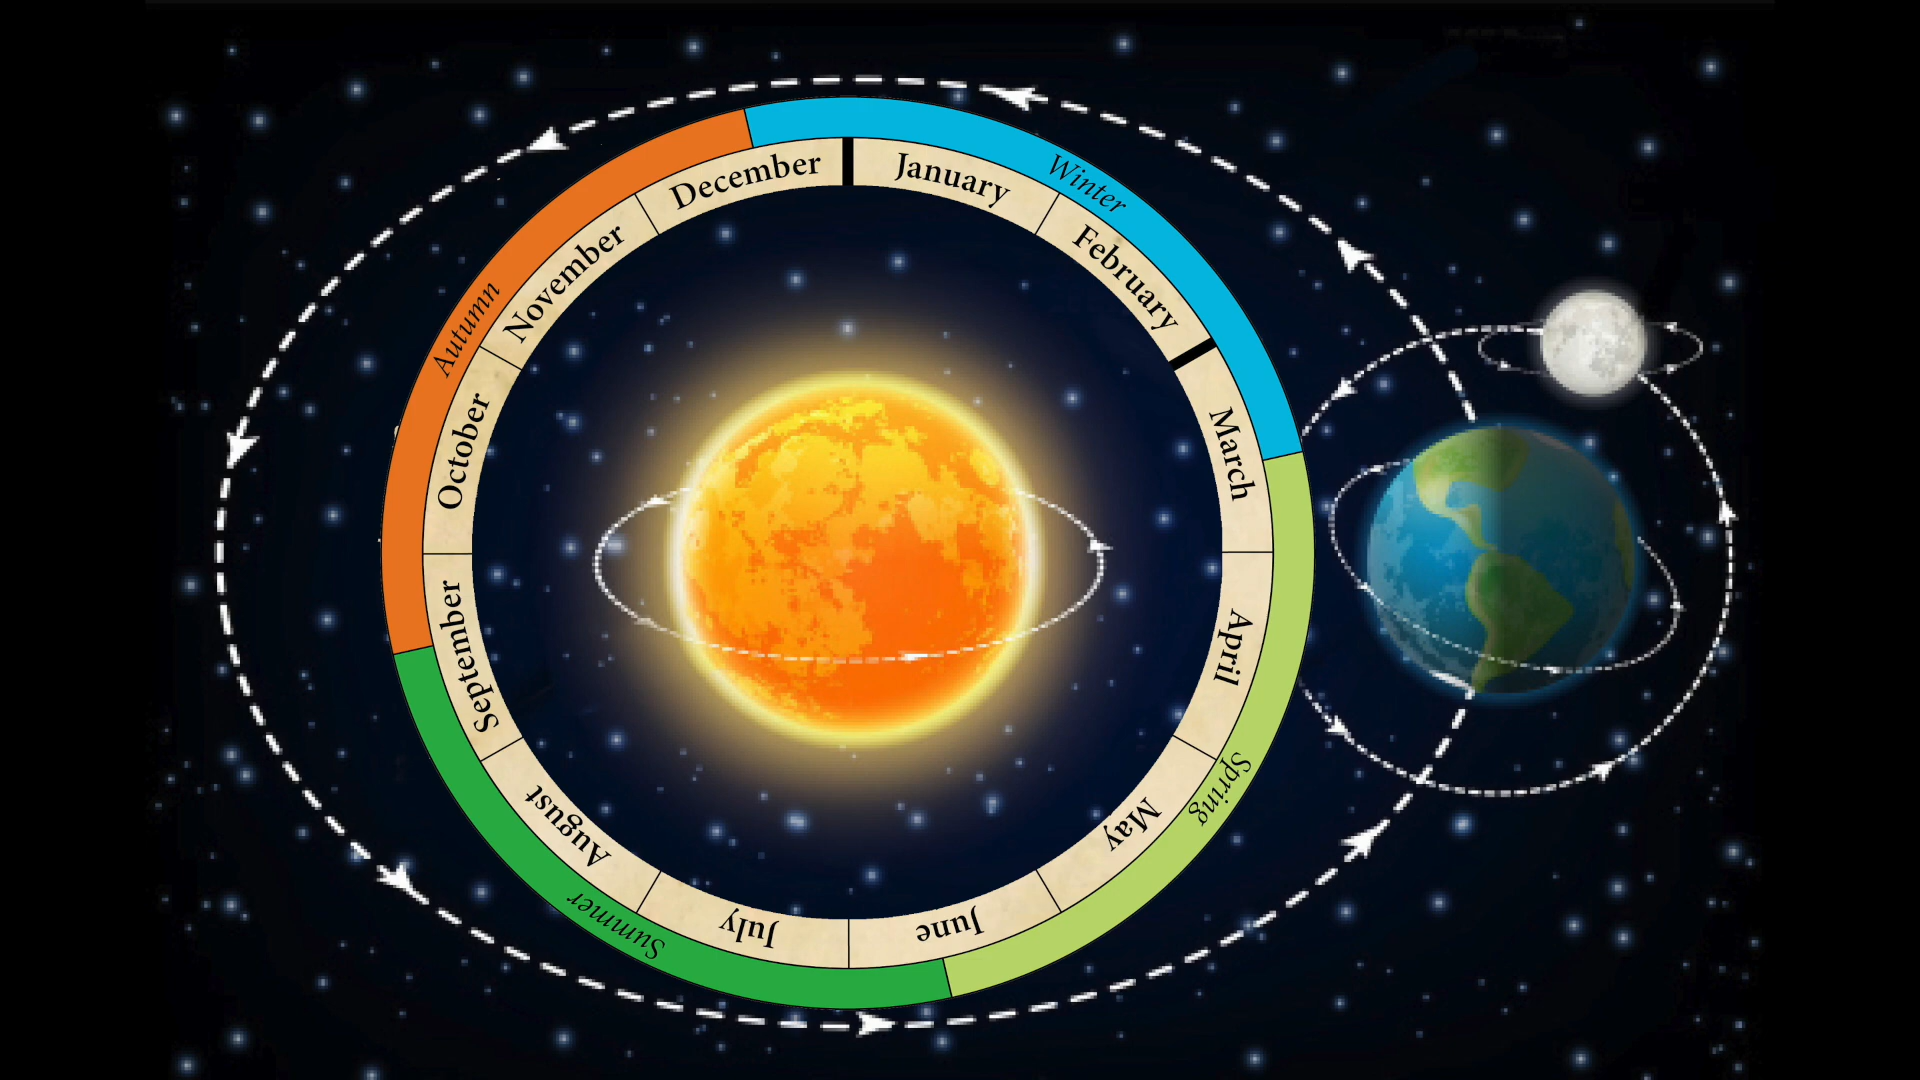 Winter
January
February
March
Spring
April
May
June
Summer
July
August
September
Autumn
October
November
December